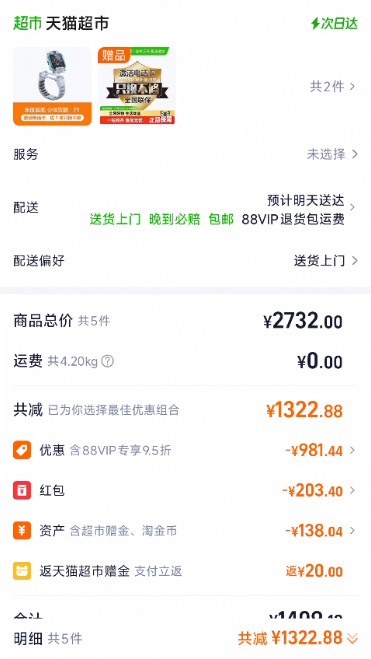 超市 天猫超市
次日达
赠品
只换不修
全国联保
共2件
服务
未选择
预计明天送达
配送
送货上门 晚到必赔 包邮 88VIP退货包运费
配送偏好
送货上门
商品总价 共5件
¥2732.00
运费 共4.20kg ?
¥0.00
共减 已为你选择最佳优惠组合
¥1322.88
优惠 含88VIP专享9.5折
-¥981.44
红包
-¥203.40
资产 含超市赠金、淘金币
-¥138.04
返天猫超市赠金 支付立返
返¥20.00
明细 共5件
共减 ¥1322.88